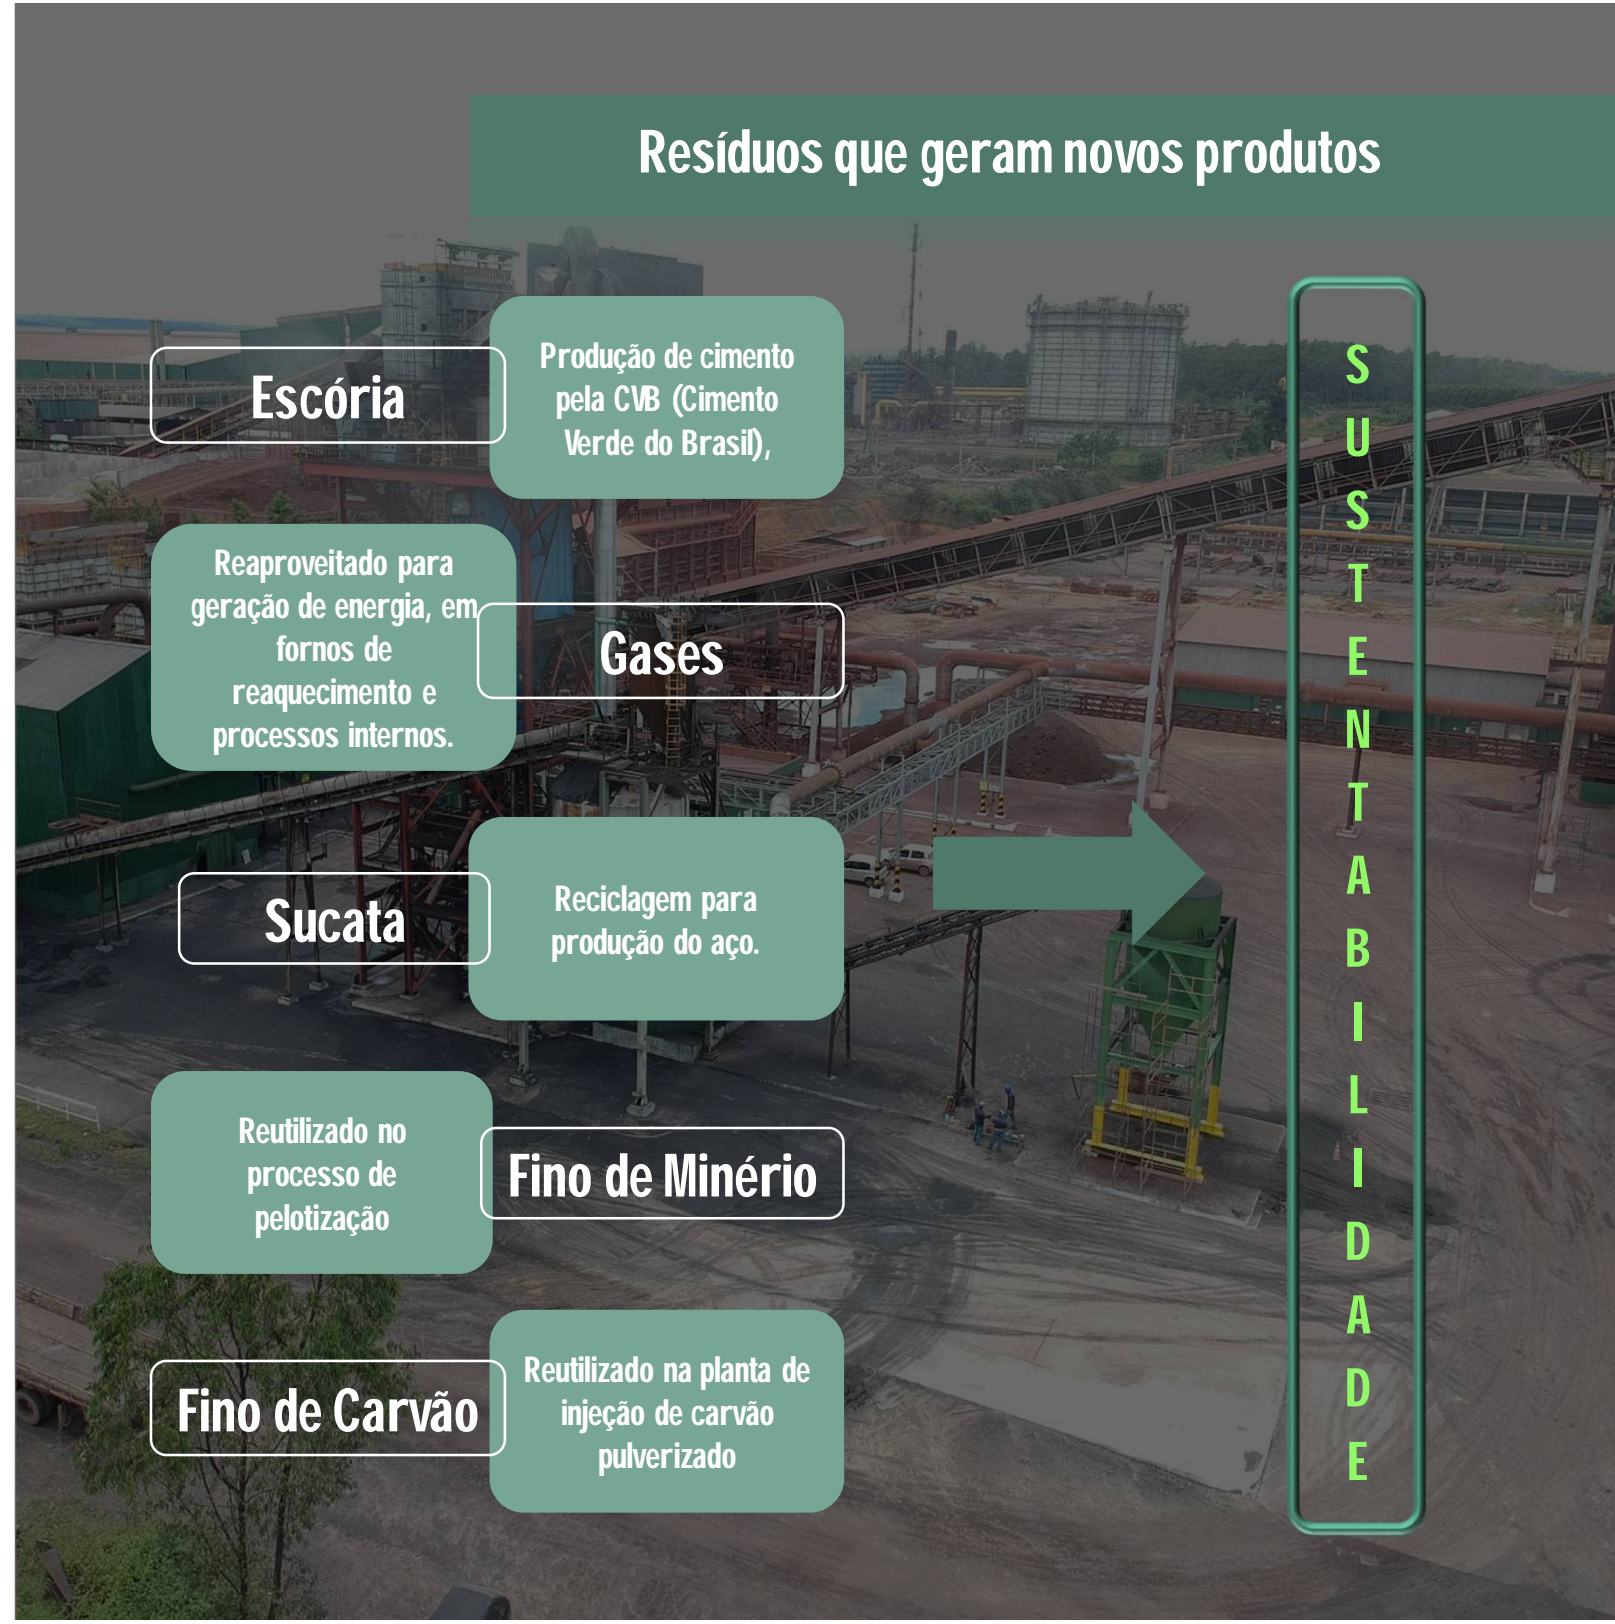 Resíduos que geram novos produtos
Escória
Produção de cimento
pela CVB (Cimento
Verde do Brasil),
Reaproveitado para
geração de energia, em
fornos de
reaquecimento e
processos internos.
Gases
Sucata
Reciclagem para
produção do aço.
Reutilizado no
processo de
pelotização
Fino de Minério
Fino de Carvão
Reutilizado na planta de
injeção de carvão
pulverizado
S
U
S
T
E
N
T
A
B
I
L
I
D
A
D
E